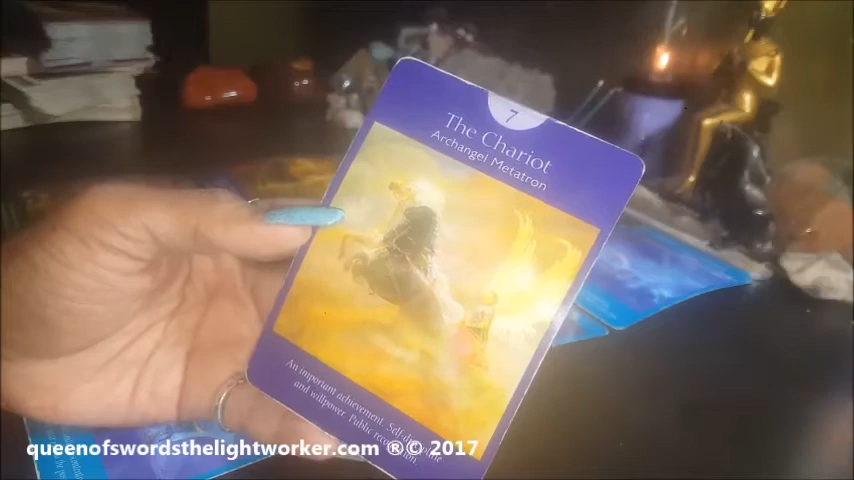 7
The Chariot
Archangel Metatron
An important achievement. Self-discipline
and willpower. Public recognition
queenofswordsthelightworker.com ®© 2017